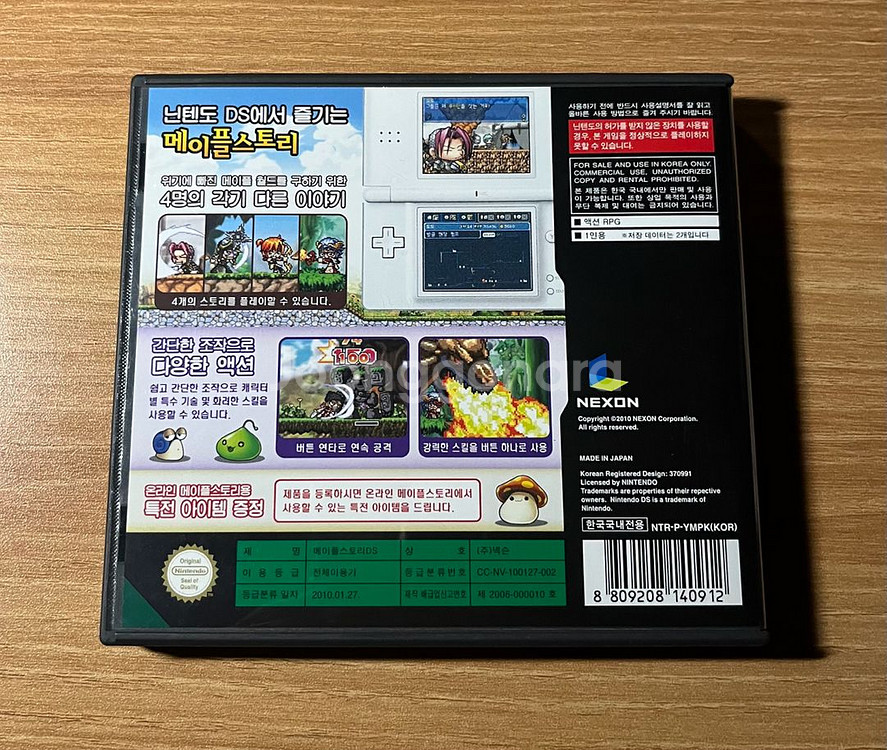 닌텐도 DS에서 즐기는
메이플스토리
위기에 빠진 메이플 월드를 구하기 위한
4명의 각기 다른 이야기
4개의 스토리를 플레이할 수 있습니다.
사용하기 전에 반드시 사용설명서를 잘 읽고
올바른 사용 방법으로 즐겨 주시기 바랍니다.
닌텐도의 허가를 받지 않은 장치를 사용할
경우, 본 게임을 정상적으로 플레이하지
못할 수 있습니다.
FOR SALE AND USE IN KOREA ONLY.
COMMERCIAL USE, UNAUTHORIZED
COPY AND RENTAL PROHIBITED.
본 제품은 한국 국내에서만 판매 및 사용
이 가능합니다. 또한 상업 목적의 사용과
무단 복제 및 대여는 금지되어 있습니다.
■ 액션 RPG
■ 1인용 ※저장 데이터는 2개입니다.
간단한 조작으로
다양한 액션
쉽고 간단한 조작으로 캐릭터
별 특수 기술 및 화려한 스킬을
사용할 수 있습니다.
1100
버튼 연타로 연속 공격
강력한 스킬을 버튼 하나로 사용
joonggonara
온라인 메이플스토리용
특전 아이템 증정
제품을 등록하시면 온라인 메이플스토리에서
사용할 수 있는 특전 아이템을 드립니다.
NEXON
Copyright ©2010 NEXON Corporation.
All rights reserved.
MADE IN JAPAN
Korean Registered Design: 370991
Licensed by NINTENDO
Trademarks are properties of their repective
owners. Nintendo DS is a trademark of
Nintendo.
한국국내전용 NTR-P-YMPK(KOR)
Original
Nintendo
Seal of
Quality
제 명 메이플스토리DS 상 호 (주)넥슨
이 용 등 급 전체이용가 등급분류번호 CC-NV-100127-002
등급분류 일자 2010.01.27. 제작·배급업신고번호 제 2006-000010 호
8 809208 140912